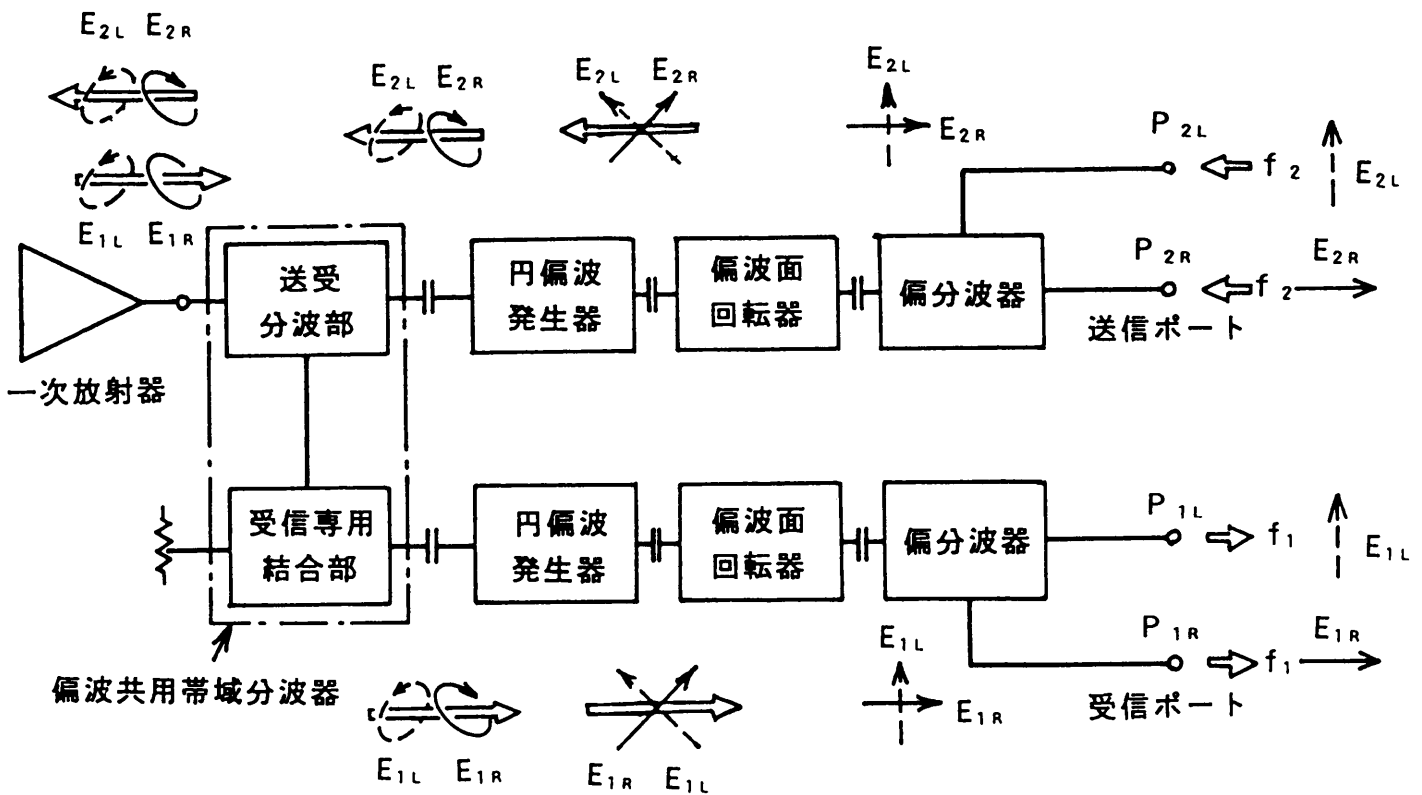 E2L E2R
E2L E2R
E2L E2R
E2L
E2R
P2L
f2
E2L
E1L E1R
P2R
E2R
f2
送信ポート
送受
分波部
円偏波
発生器
偏波面
回転器
偏分波器
一次放射器
受信専用
結合部
円偏波
発生器
偏波面
回転器
偏分波器
P1L
f1
E1L
P1R
E1R
f1
受信ポート
偏波共用帯域分波器
E1L
E1R
E1L E1R
E1R E1L